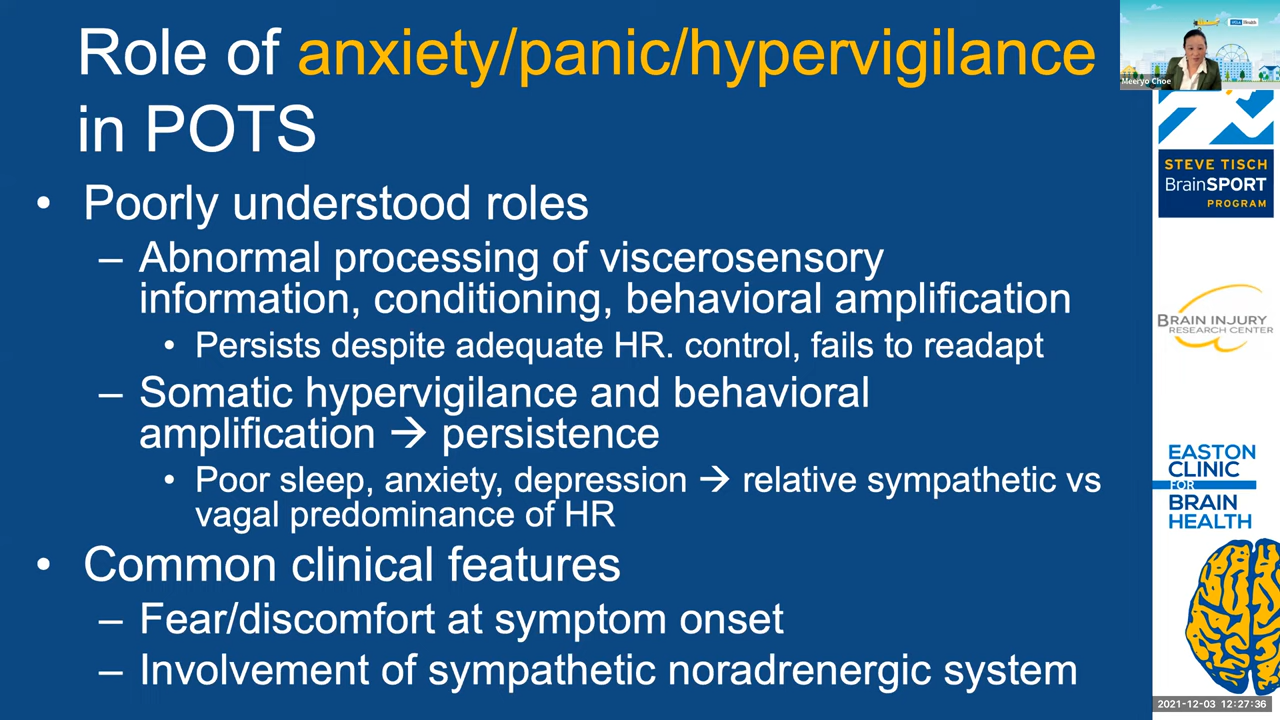 Role of anxiety/panic/hypervigilance
in POTS
• Poorly understood roles
– Abnormal processing of viscerosensory
information, conditioning, behavioral amplification
• Persists despite adequate HR. control, fails to readapt
– Somatic hypervigilance and behavioral
amplification → persistence
• Poor sleep, anxiety, depression → relative sympathetic vs
vagal predominance of HR
• Common clinical features
– Fear/discomfort at symptom onset
– Involvement of sympathetic noradrenergic system
Meeryo Choe
STEVE TISCH
BrainSPORT
PROGRAM
BRAIN INJURY
RESEARCH CENTER
EASTON
CLINIC
FOR
BRAIN
HEALTH
2021-12-03 12:27:36